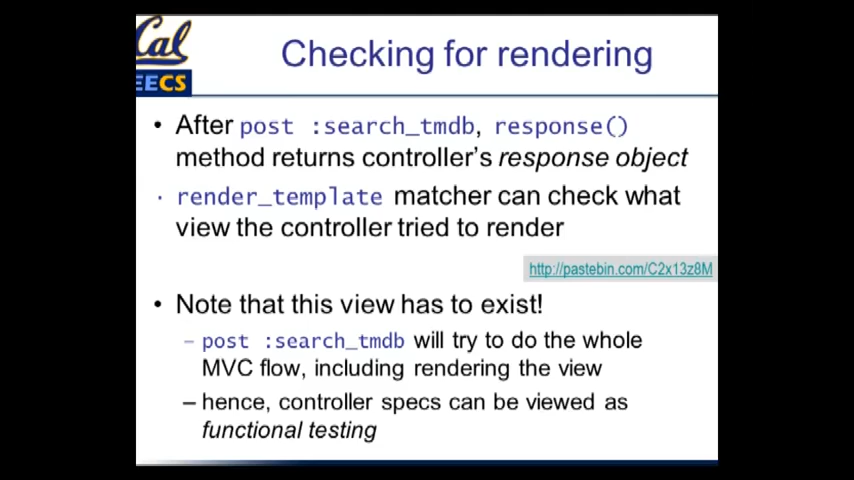 Cal
EECS
Checking for rendering
• After post :search_tmdb, response()
method returns controller's response object
· render_template matcher can check what
view the controller tried to render
http://pastebin.com/C2x13z8M
• Note that this view has to exist!
– post :search_tmdb will try to do the whole
MVC flow, including rendering the view
– hence, controller specs can be viewed as
functional testing